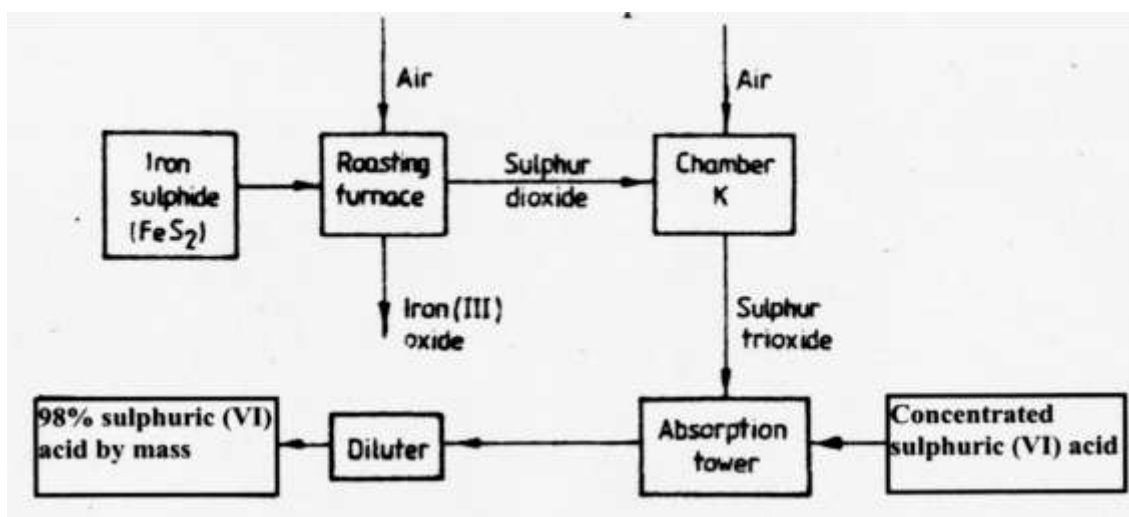 Air
Air
Iron
sulphide
(FeS2)
Roasting
furnace
Sulphur
dioxide
Chamber
K
Iron (III)
oxide
Sulphur
trioxide
98% sulphuric (VI)
acid by mass
Diluter
Absorption
tower
Concentrated
sulphuric (VI) acid